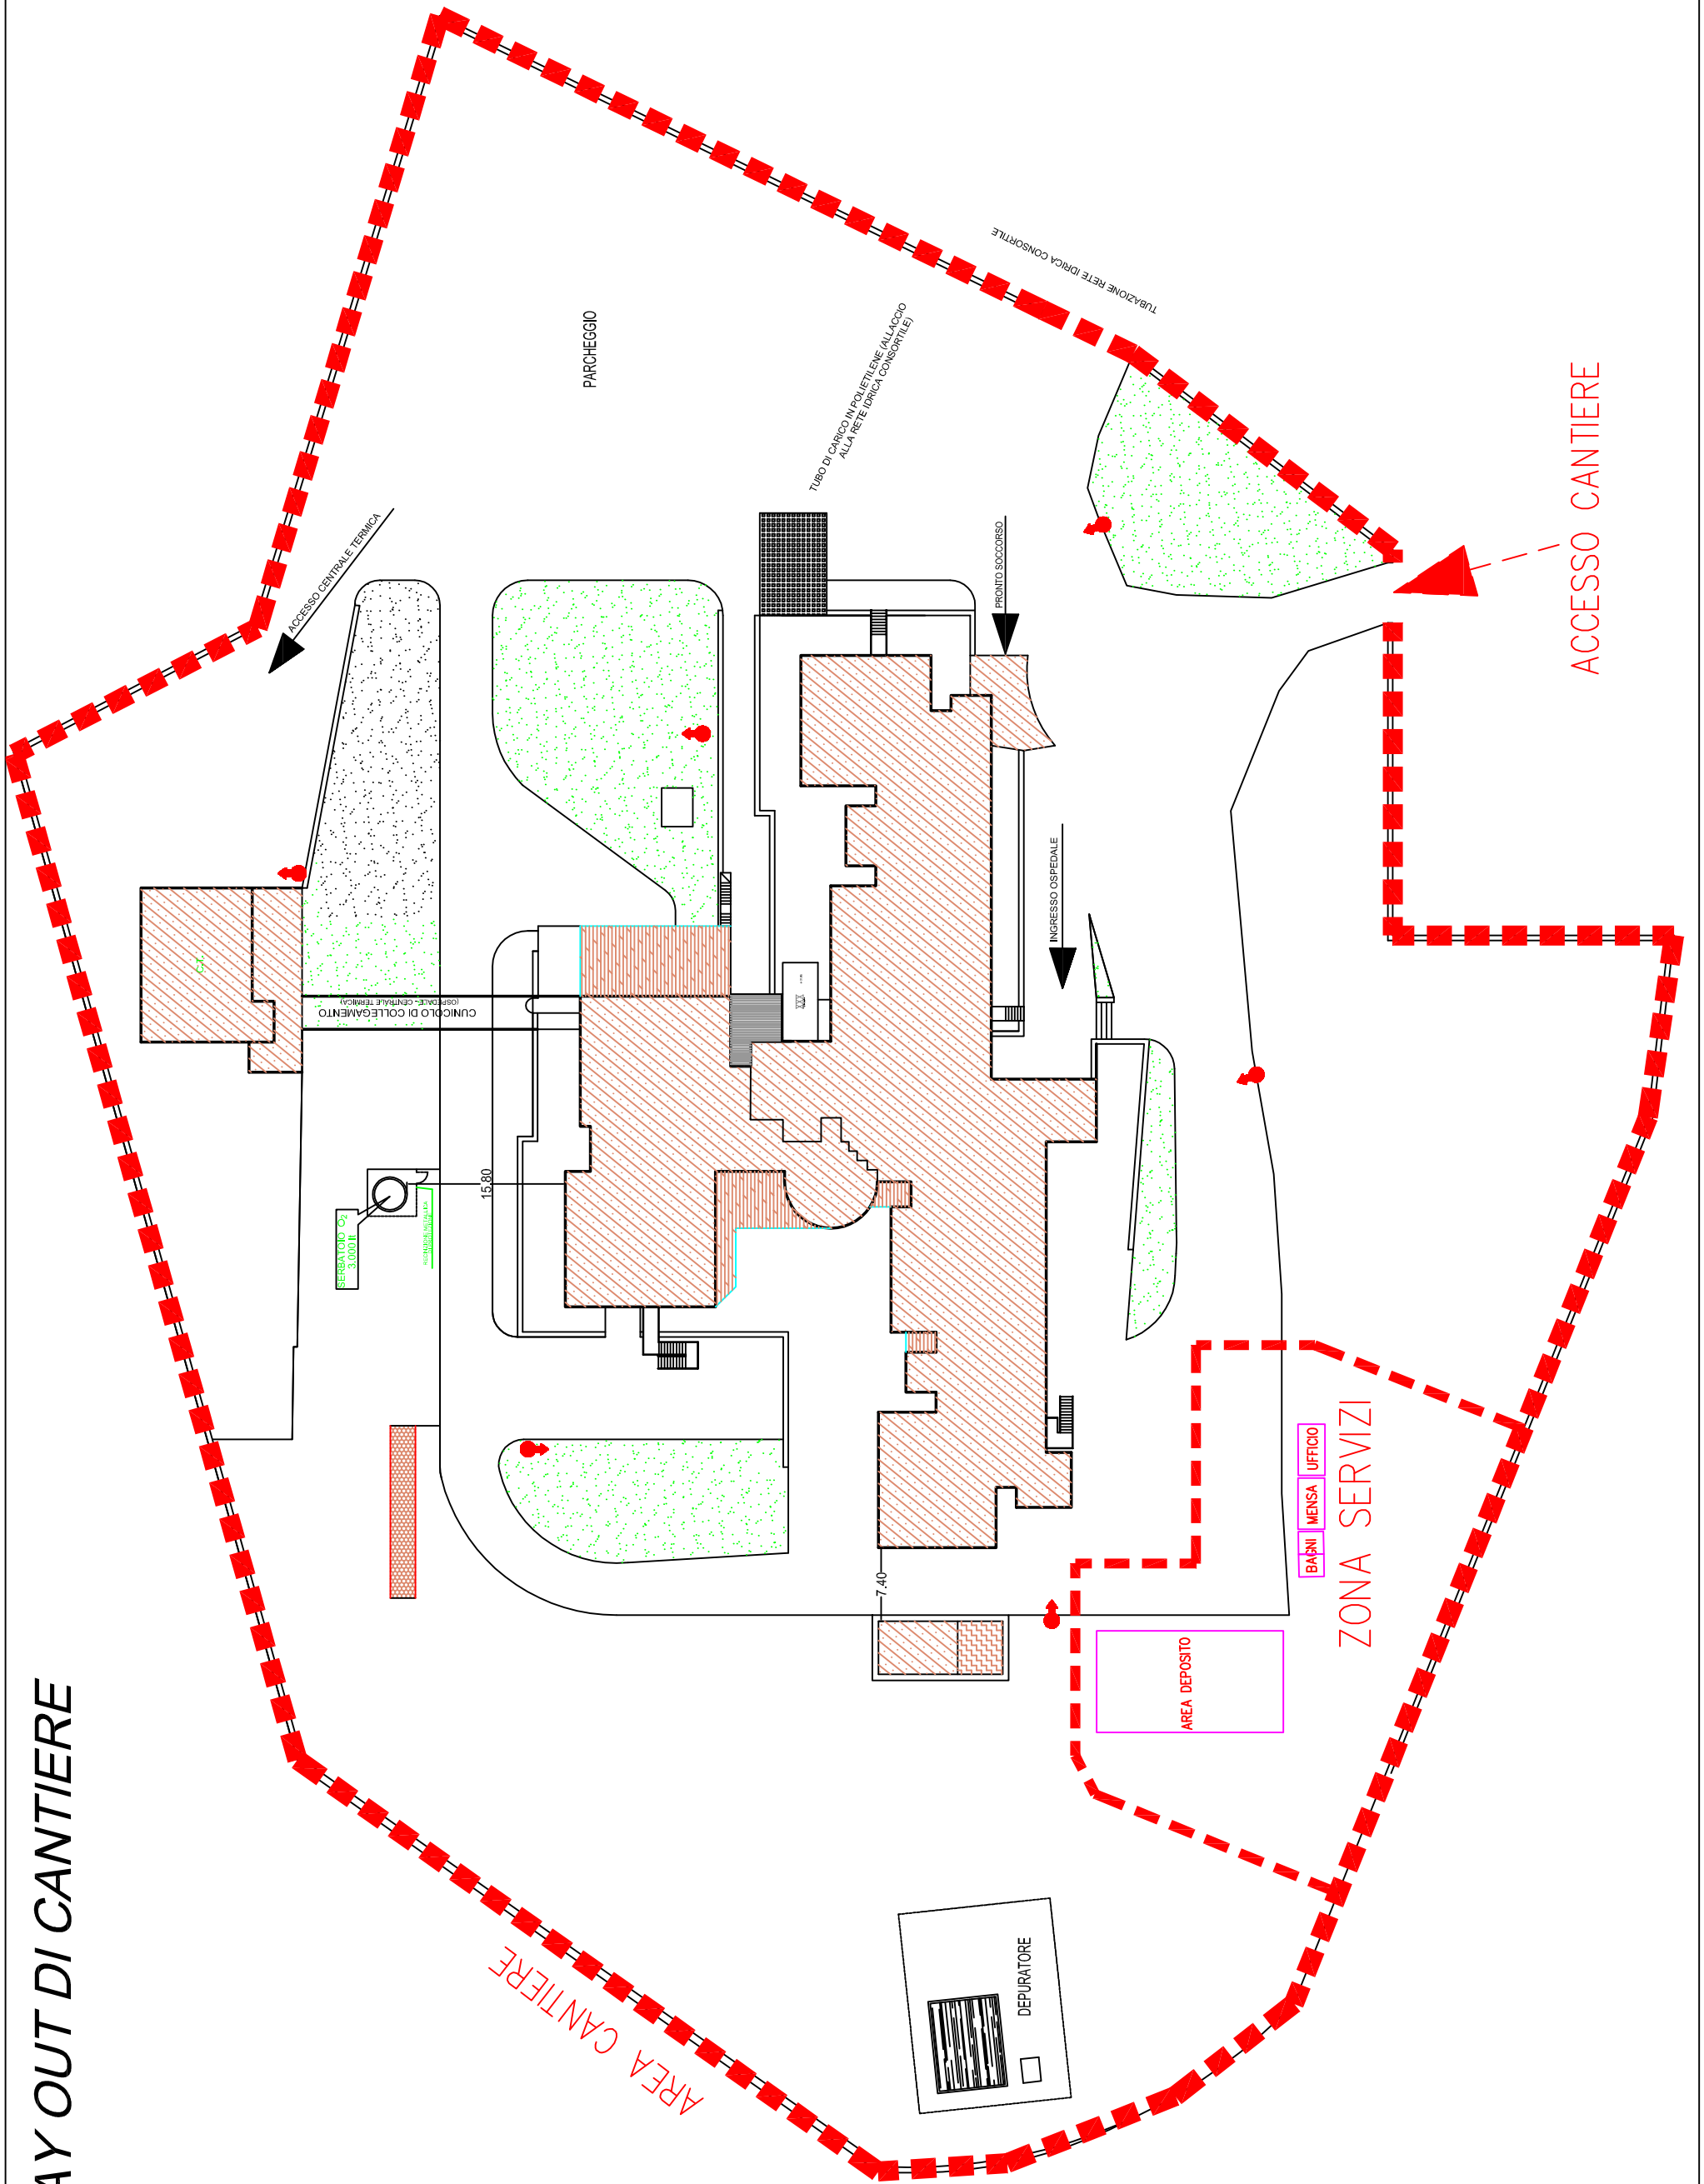 AY OUT DI CANTIERE
ACCESSO CENTRALE TERMICA
PARCHEGGIO
TUBAZIONE RETE IDRICA CONSORTILE
TUBO DI CARICO IN POLIETILENE (ALLACCIO
ALLA RETE IDRICA CONSORTILE)
PRONTO SOCCORSO
ACCESSO CANTIERE
INGRESSO OSPEDALE
C.T.
CUNICOLO DI COLLEGAMENTO
(OSPEDALE - CENTRALE TERMICA)
SERBATOIO O2
3.000 lt
15.80
7.40
UFFICIO
MENSA
BAGNI
ZONA SERVIZI
AREA DEPOSITO
AREA CANTIERE
DEPURATORE